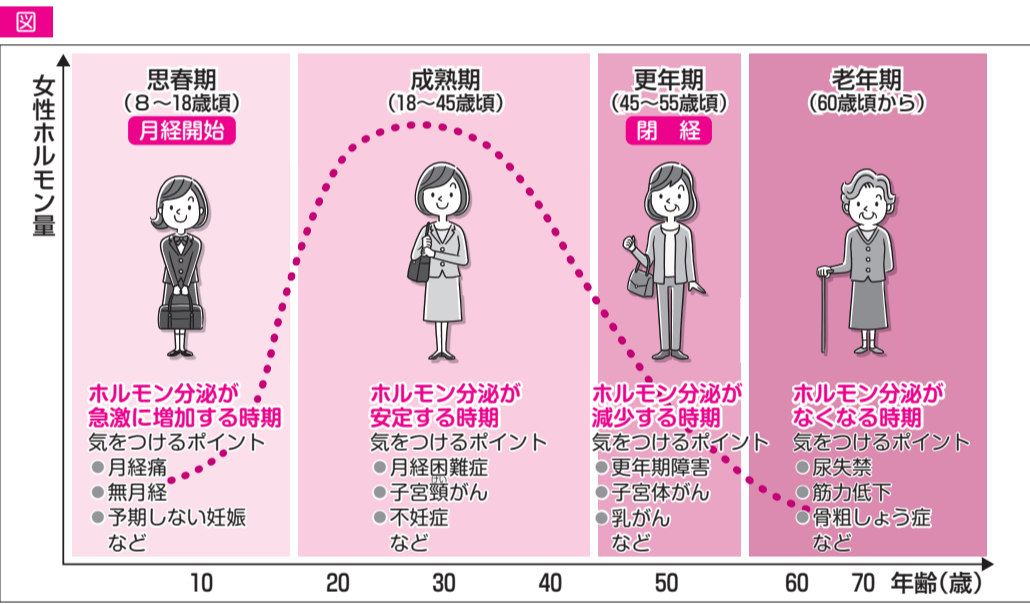 図
女性ホルモン量
思春期
（８～18歳頃）
月経開始
ホルモン分泌が
急激に増加する時期
気をつけるポイント
●月経痛
●無月経
●予期しない妊娠
など
成熟期
（18～45歳頃）
ホルモン分泌が
安定する時期
気をつけるポイント
●月経困難症
けい
●子宮頸がん
●不妊症
など
更年期
（45～55歳頃）
閉　経
ホルモン分泌が
減少する時期
気をつけるポイント
●更年期障害
●子宮体がん
●乳がん
など
老年期
（60歳頃から）
ホルモン分泌が
なくなる時期
気をつけるポイント
●尿失禁
●筋力低下
●骨粗しょう症
など
10 20 30 40 50 60 70 年齢（歳）